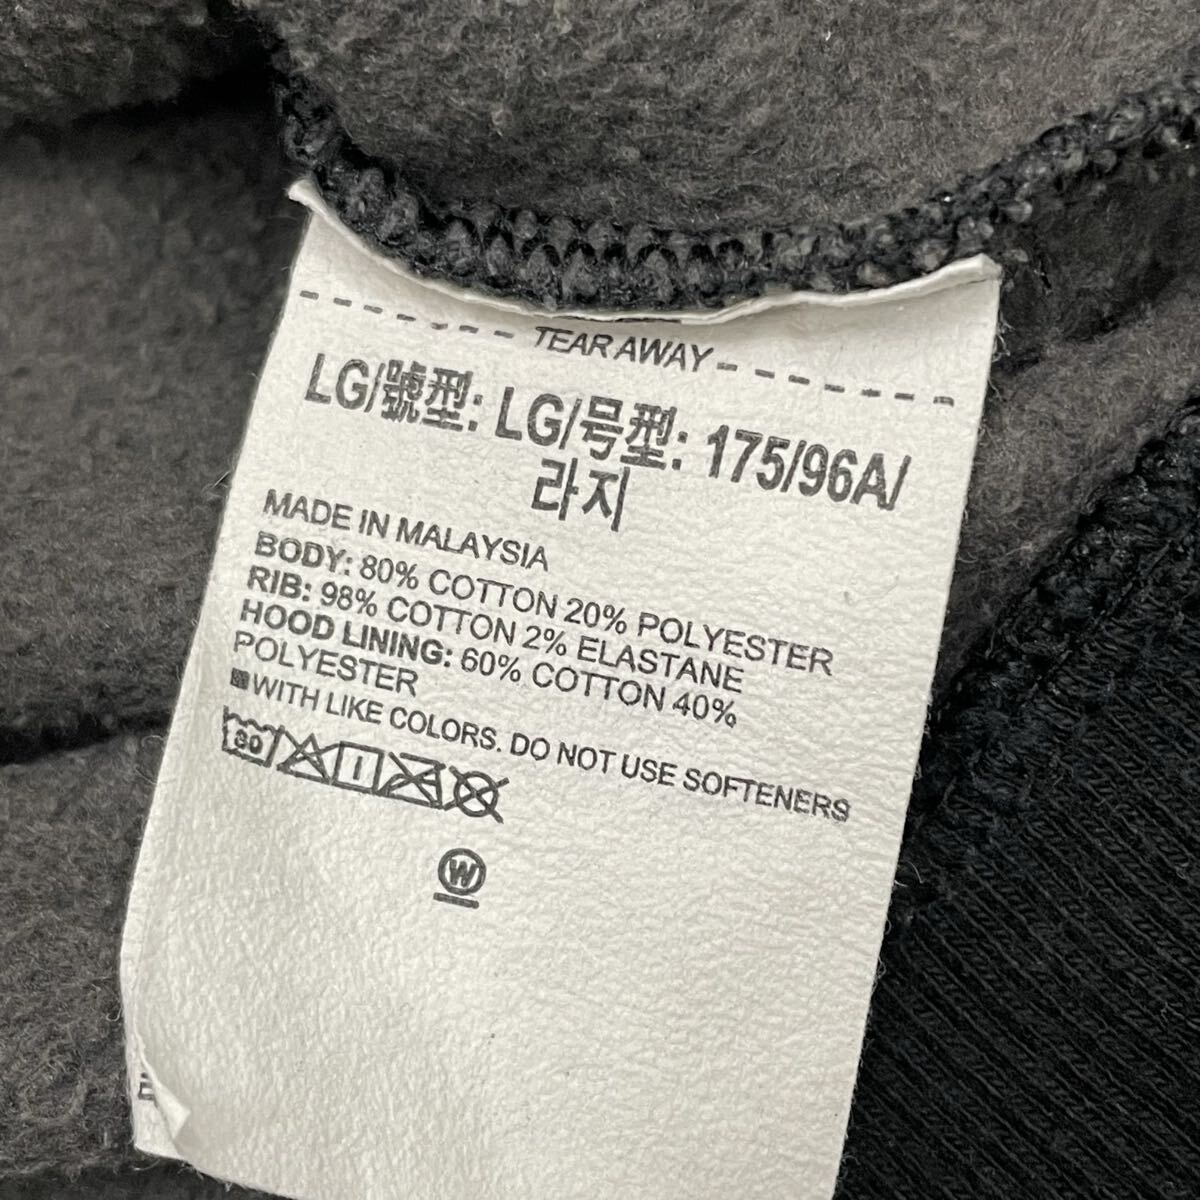 TEAR AWAY
LG/號型: LG/号型: 175/96A/
라지
MADE IN MALAYSIA
BODY: 80% COTTON 20% POLYESTER
RIB: 98% COTTON 2% ELASTANE
HOOD LINING: 60% COTTON 40%
POLYESTER
WITH LIKE COLORS. DO NOT USE SOFTENERS
30
W